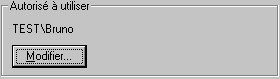 Autorisé à utiliser
TEST\Bruno
Modifier...